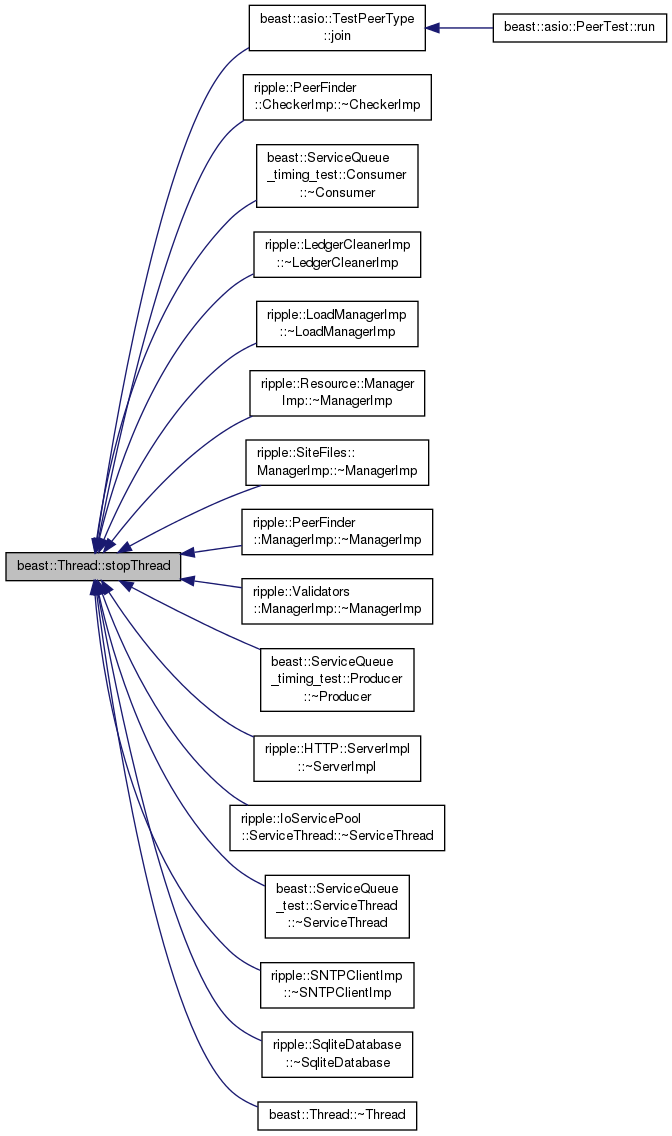 beast::asio::TestPeerType
::join
beast::asio::PeerTest::run
ripple::PeerFinder
::CheckerImp::~CheckerImp
beast::ServiceQueue
_timing_test::Consumer
::~Consumer
ripple::LedgerCleanerImp
::~LedgerCleanerImp
ripple::LoadManagerImp
::~LoadManagerImp
ripple::Resource::Manager
Imp::~ManagerImp
ripple::SiteFiles::
ManagerImp::~ManagerImp
ripple::PeerFinder
::ManagerImp::~ManagerImp
beast::Thread::stopThread
ripple::Validators
::ManagerImp::~ManagerImp
beast::ServiceQueue
_timing_test::Producer
::~Producer
ripple::HTTP::ServerImpl
::~ServerImpl
ripple::IoServicePool
::ServiceThread::~ServiceThread
beast::ServiceQueue
_test::ServiceThread
::~ServiceThread
ripple::SNTPClientImp
::~SNTPClientImp
ripple::SqliteDatabase
::~SqliteDatabase
beast::Thread::~Thread